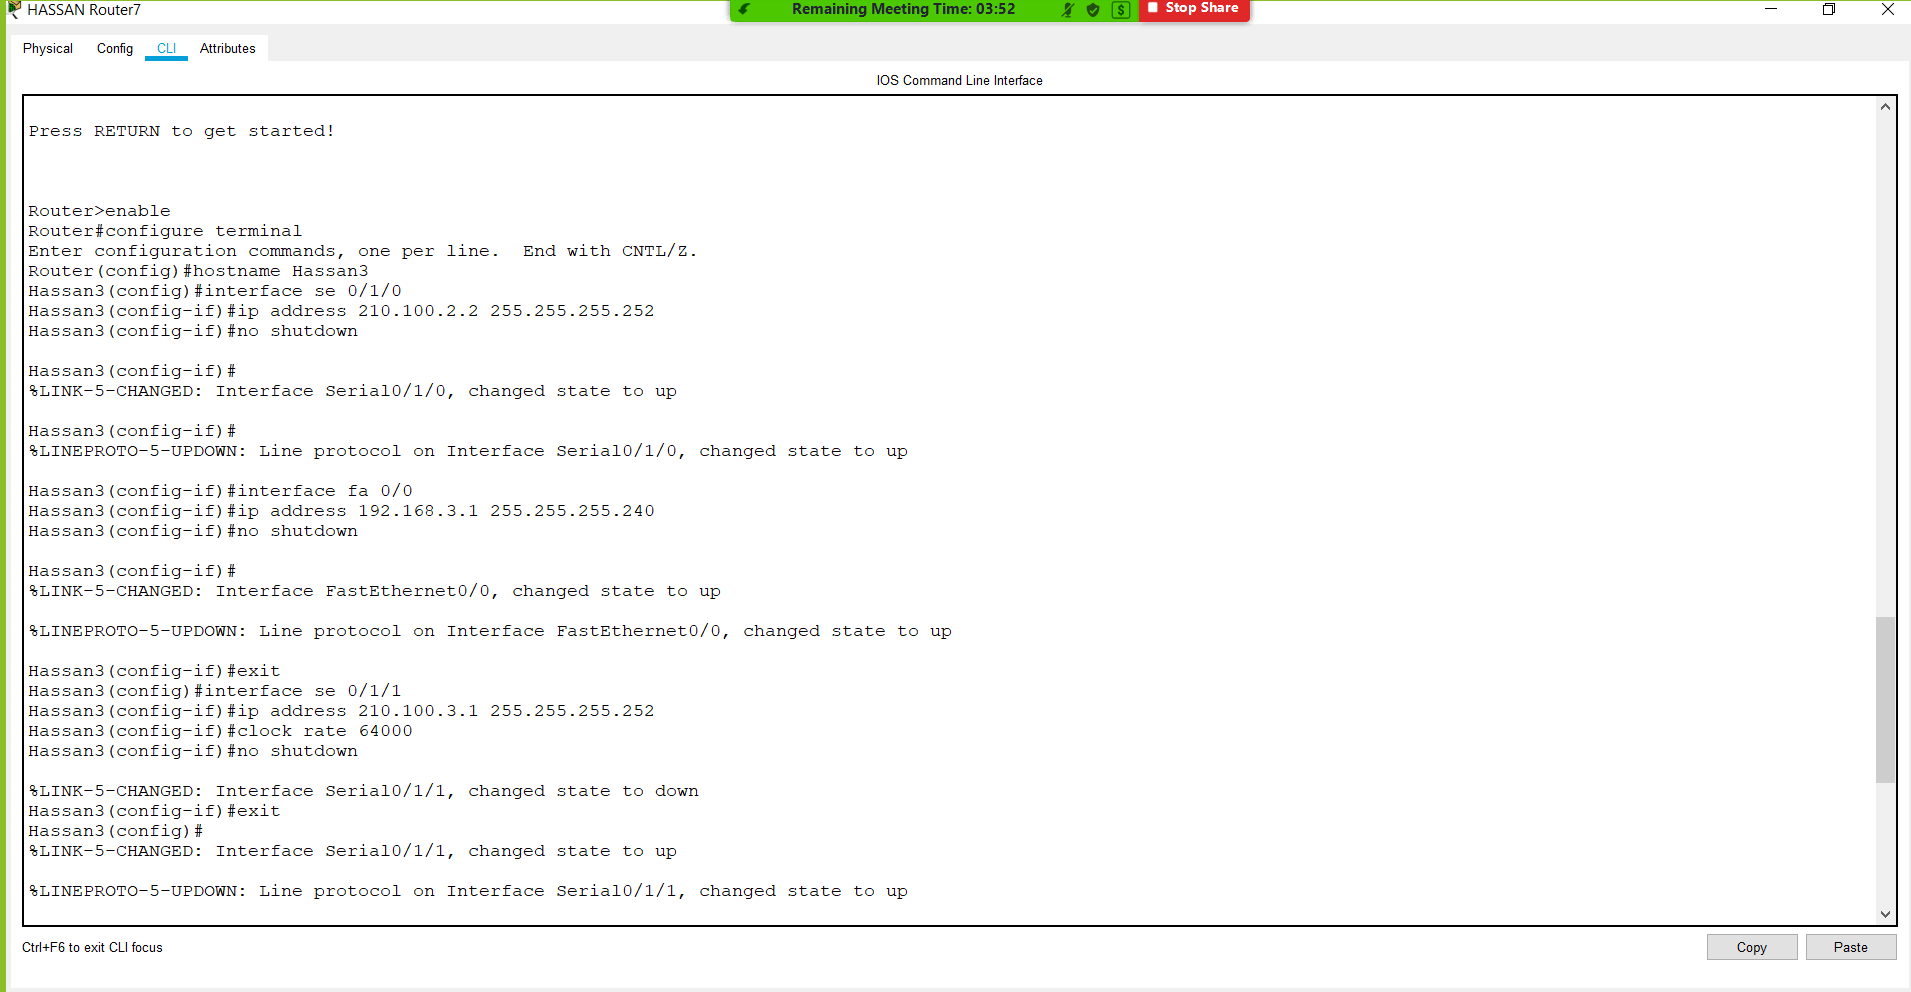 HASSAN Router7
Remaining Meeting Time: 03:52
Stop Share
Physical
Config
CLI
Attributes
IOS Command Line Interface
Press RETURN to get started!
Router>enable
Router#configure terminal
Enter configuration commands, one per line.  End with CNTL/Z.
Router(config)#hostname Hassan3
Hassan3(config)#interface se 0/1/0
Hassan3(config-if)#ip address 210.100.2.2 255.255.255.252
Hassan3(config-if)#no shutdown
Hassan3(config-if)#
%LINK-5-CHANGED: Interface Serial0/1/0, changed state to up
Hassan3(config-if)#
%LINEPROTO-5-UPDOWN: Line protocol on Interface Serial0/1/0, changed state to up
Hassan3(config-if)#interface fa 0/0
Hassan3(config-if)#ip address 192.168.3.1 255.255.255.240
Hassan3(config-if)#no shutdown
Hassan3(config-if)#
%LINK-5-CHANGED: Interface FastEthernet0/0, changed state to up
%LINEPROTO-5-UPDOWN: Line protocol on Interface FastEthernet0/0, changed state to up
Hassan3(config-if)#exit
Hassan3(config)#interface se 0/1/1
Hassan3(config-if)#ip address 210.100.3.1 255.255.255.252
Hassan3(config-if)#clock rate 64000
Hassan3(config-if)#no shutdown
%LINK-5-CHANGED: Interface Serial0/1/1, changed state to down
Hassan3(config-if)#exit
Hassan3(config)#
%LINK-5-CHANGED: Interface Serial0/1/1, changed state to up
%LINEPROTO-5-UPDOWN: Line protocol on Interface Serial0/1/1, changed state to up
Ctrl+F6 to exit CLI focus
Copy
Paste